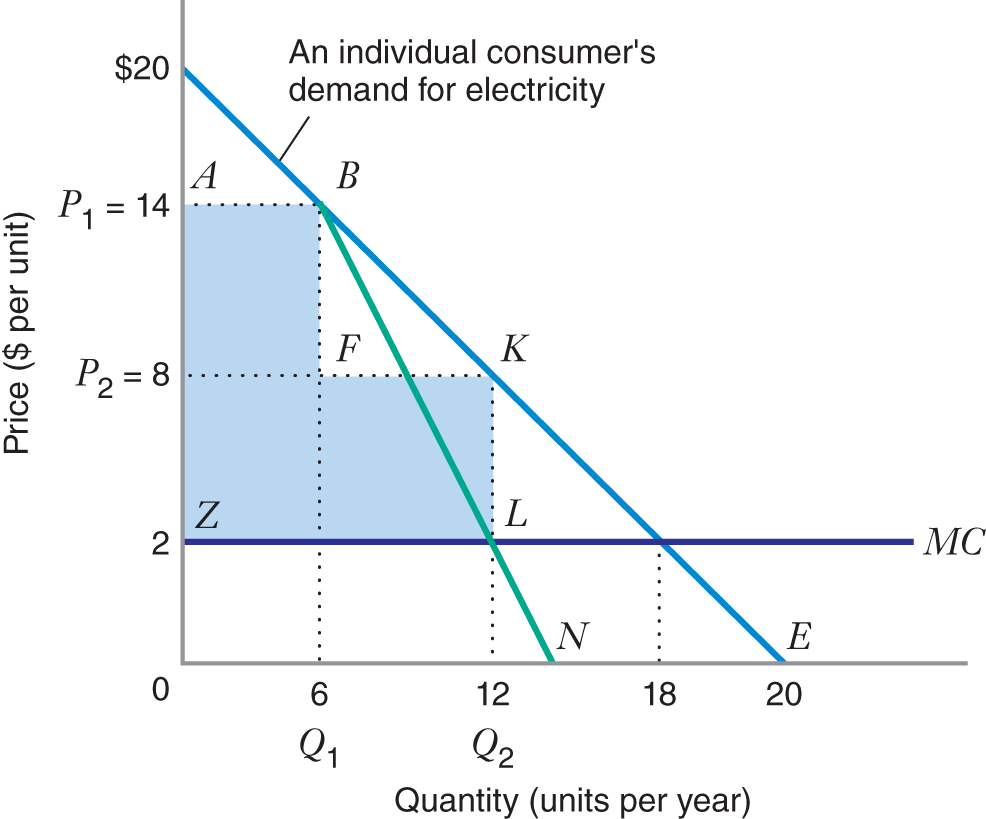 An individual consumer's
demand for electricity
$20
A
B
P1 = 14
F
K
P2 = 8
Z
L
2
MC
N
E
0
6
12
18
20
Q1
Q2
Price ($ per unit)
Quantity (units per year)